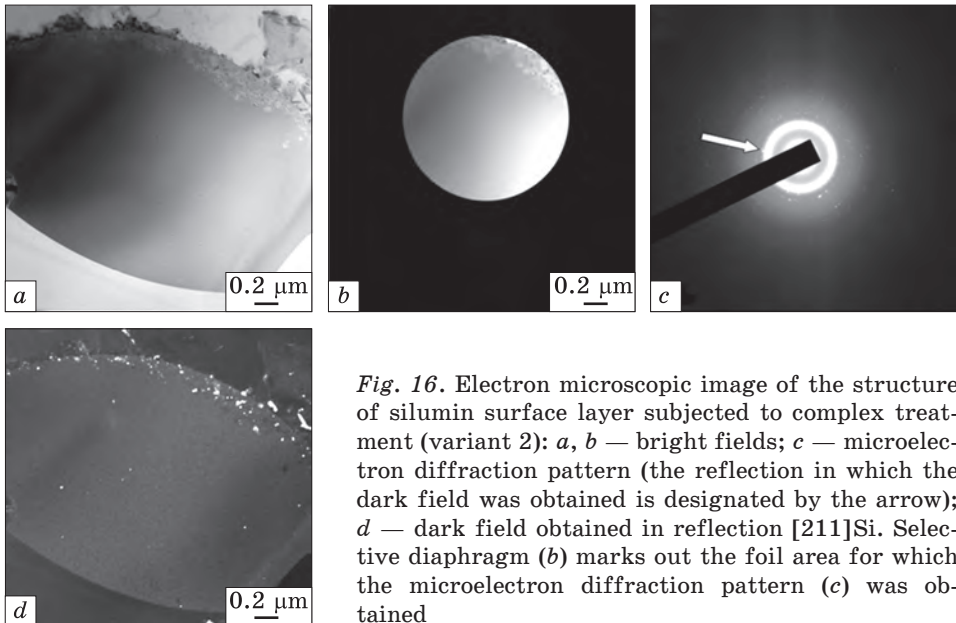 a
0.2 μm
b
0.2 μm
c
d
0.2 μm
Fig. 16. Electron microscopic image of the structure
of silumin surface layer subjected to complex treat-
ment (variant 2): a, b — bright fields; c — microelec-
tron diffraction pattern (the reflection in which the
dark field was obtained is designated by the arrow);
d — dark field obtained in reflection [211]Si. Selec-
tive diaphragm (b) marks out the foil area for which
the microelectron diffraction pattern (c) was ob-
tained